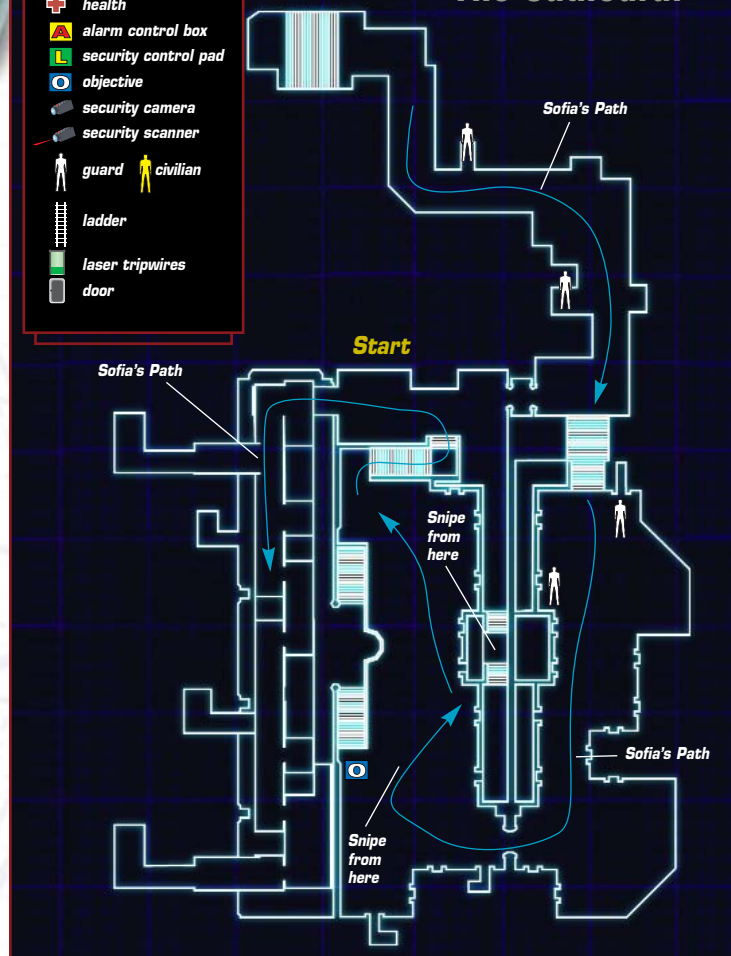 health
A
alarm control box
L
security control pad
O
objective
security camera
security scanner
guard
civilian
ladder
laser tripwires
door
Sofia's Path
Start
Sofia's Path
Snipe
from
here
Sofia's Path
O
Snipe
from
here